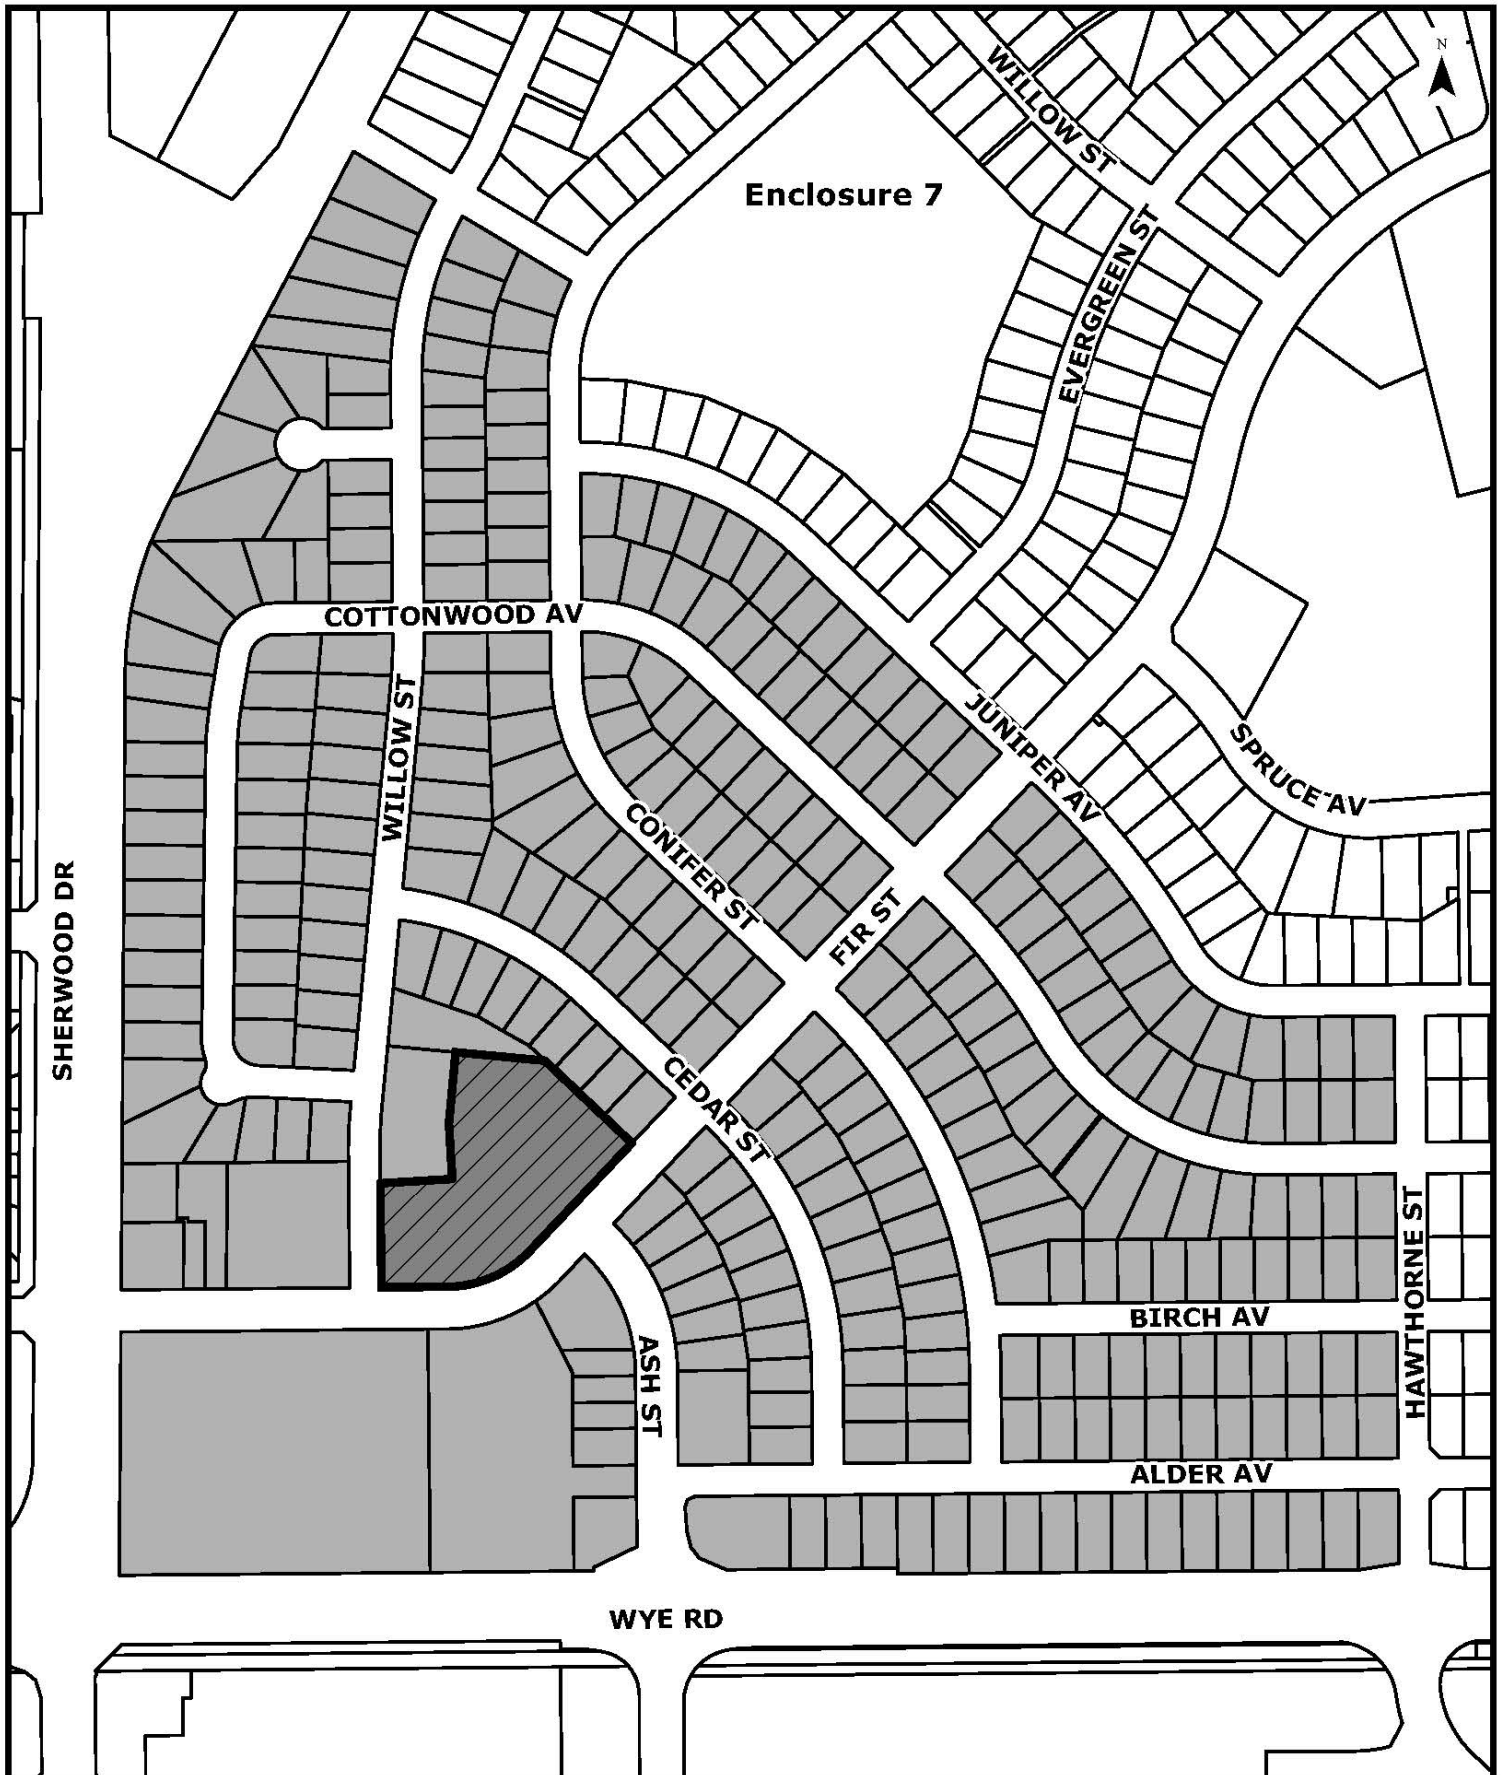 N
WILLOW ST
Enclosure 7
EVERGREEN ST
COTTONWOOD AV
WILLOW ST
JUNIPER AV
SPRUCE AV
CONIFER ST
FIR ST
SHERWOOD DR
CEDAR ST
HAWTHORNE ST
BIRCH AV
ASH ST
ALDER AV
WYE RD